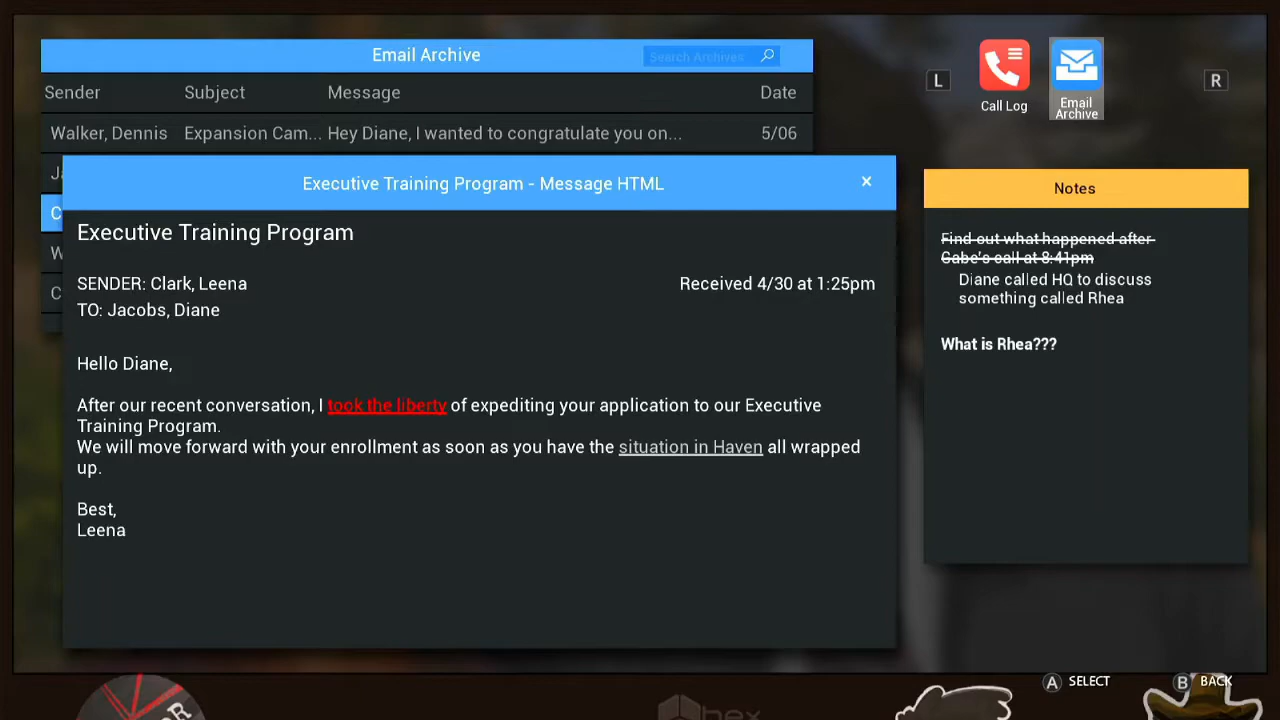 Email Archive
Search Archives
L
R
Call Log
Email
Archive
Sender Subject Message Date
Walker, Dennis Expansion Cam... Hey Diane, I wanted to congratulate you on... 5/06
Executive Training Program - Message HTML
×
Executive Training Program
SENDER: Clark, Leena
Received 4/30 at 1:25pm
TO: Jacobs, Diane
Hello Diane,
After our recent conversation, I took the liberty of expediting your application to our Executive
Training Program.
We will move forward with your enrollment as soon as you have the situation in Haven all wrapped
up.
Best,
Leena
Notes
Find out what happened after
Gabe's call at 8:41pm
Diane called HQ to discuss
something called Rhea
What is Rhea???
A SELECT
B BACK
hex